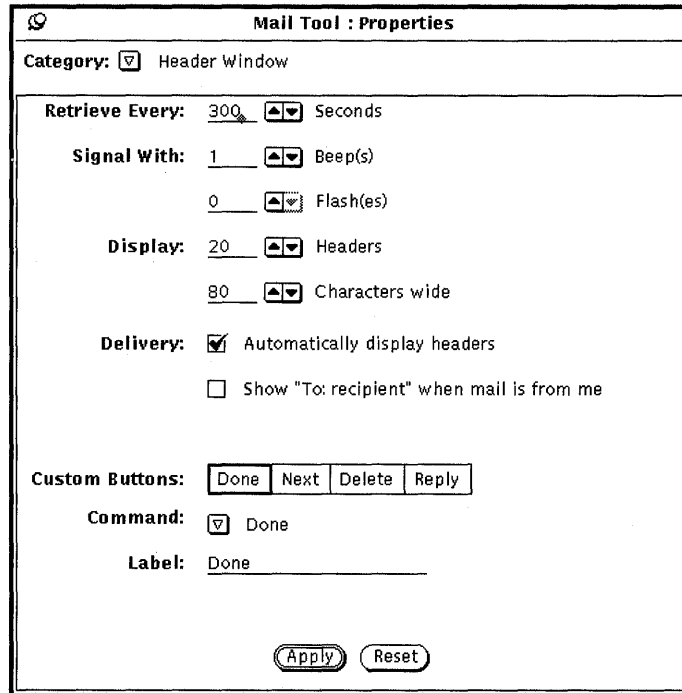 Mail Tool : Properties
Category: Header Window
Retrieve Every: 300 Seconds
Signal With: 1 Beep(s)
0 Flash(es)
Display: 20 Headers
80 Characters wide
Delivery: Automatically display headers
Show "To: recipient" when mail is from me
Custom Buttons: Done Next Delete Reply
Command: Done
Label: Done
Apply Reset